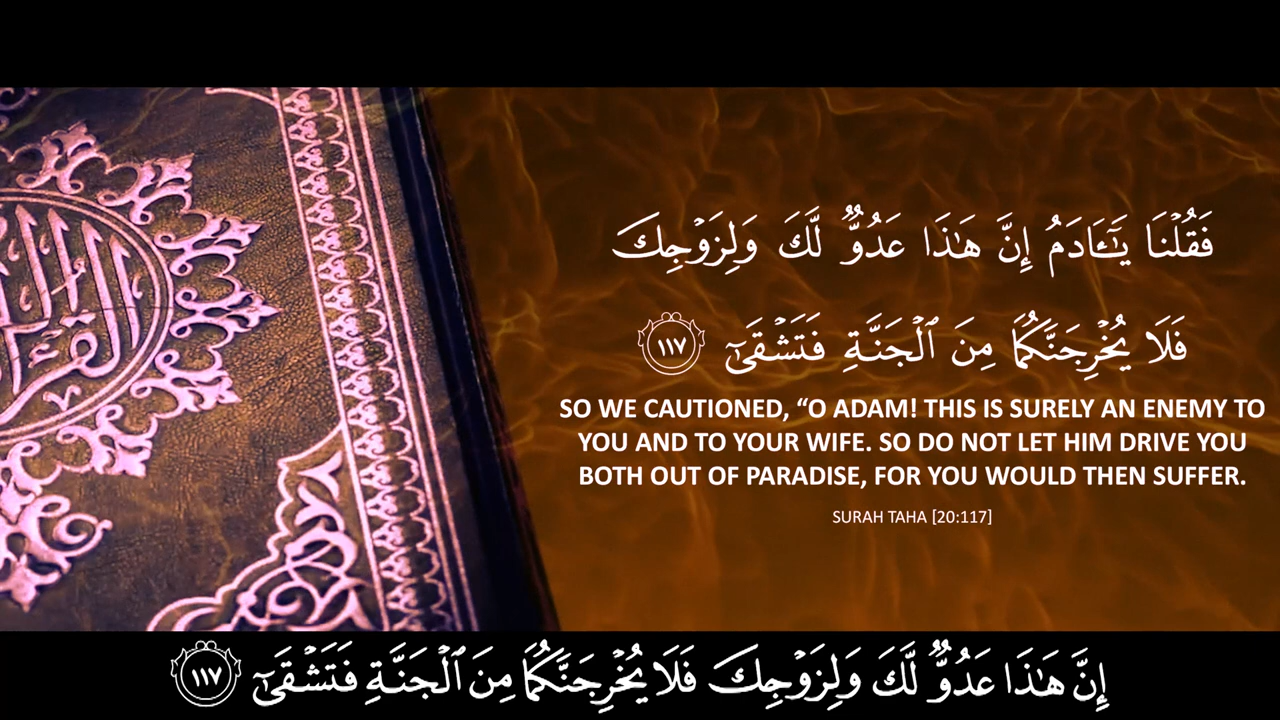 فَقُلْنَا يَٰٓـَٔادَمُ إِنَّ هَٰذَا عَدُوٌّ لَّكَ وَلِزَوْجِكَ
فَلَا يُخْرِجَنَّكُمَا مِنَ ٱلْجَنَّةِ فَتَشْقَىٰٓ ١١٧
SO WE CAUTIONED, “O ADAM! THIS IS SURELY AN ENEMY TO
YOU AND TO YOUR WIFE. SO DO NOT LET HIM DRIVE YOU
BOTH OUT OF PARADISE, FOR YOU WOULD THEN SUFFER.
SURAH TAHA [20:117]
إِنَّ هَٰذَا عَدُوٌّ لَّكَ وَلِزَوْجِكَ فَلَا يُخْرِجَنَّكُمَا مِنَ ٱلْجَنَّةِ فَتَشْقَىٰٓ ١١٧